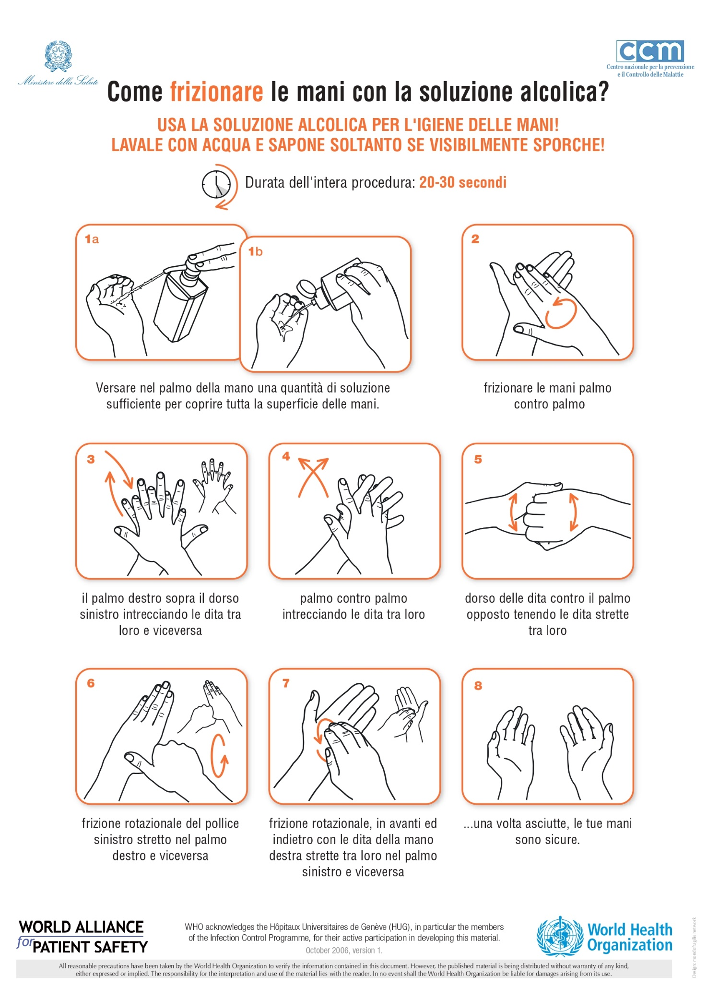 Ministero della Salute
ccm
Centro nazionale per la prevenzione
e il Controllo delle Malattie
Come frizionare le mani con la soluzione alcolica?
USA LA SOLUZIONE ALCOLICA PER L'IGIENE DELLE MANI!
LAVALE CON ACQUA E SAPONE SOLTANTO SE VISIBILMENTE SPORCHE!
Durata dell'intera procedura: 20-30 secondi
1a
1b
Versare nel palmo della mano una quantità di soluzione
sufficiente per coprire tutta la superficie delle mani.
2
frizionare le mani palmo
contro palmo
3
il palmo destro sopra il dorso
sinistro intrecciando le dita tra
loro e viceversa
4
palmo contro palmo
intrecciando le dita tra loro
5
dorso delle dita contro il palmo
opposto tenendo le dita strette
tra loro
6
frizione rotazionale del pollice
sinistro stretto nel palmo
destro e viceversa
7
frizione rotazionale, in avanti ed
indietro con le dita della mano
destra strette tra loro nel palmo
sinistro e viceversa
8
...una volta asciutte, le tue mani
sono sicure.
WORLD ALLIANCE
for PATIENT SAFETY
WHO acknowledges the Hôpitaux Universitaires de Genève (HUG), in particular the members
of the Infection Control Programme, for their active participation in developing this material.
October 2006, version 1.
World Health
Organization
All reasonable precautions have been taken by the World Health Organization to verify the information contained in this document. However, the published material is being distributed without warranty of any kind,
either expressed or implied. The responsibility for the interpretation and use of the material lies with the reader. In no event shall the World Health Organization be liable for damages arising from its use.
Design: mondofragilis network